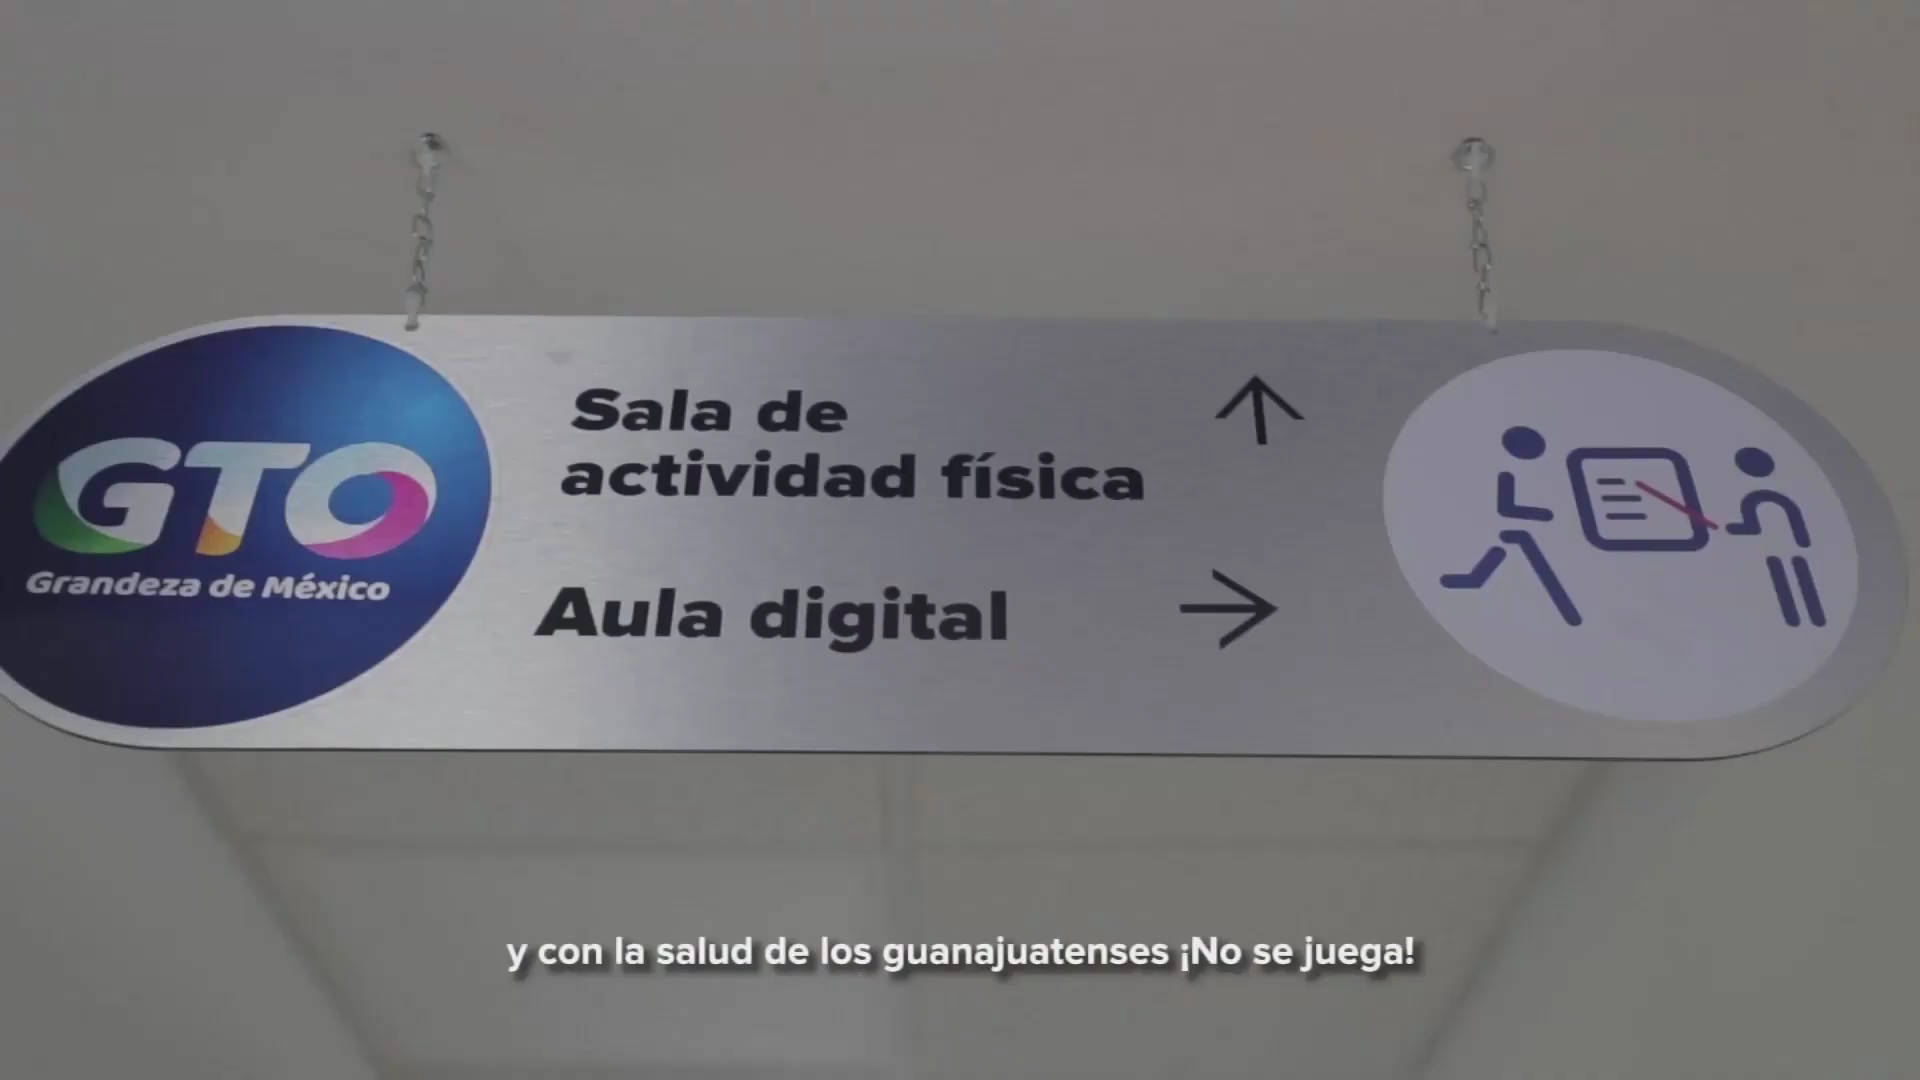 Sala de
actividad física
GTO
Grandeza de México
Aula digital
y con la salud de los guanajuatenses ¡No se juega!